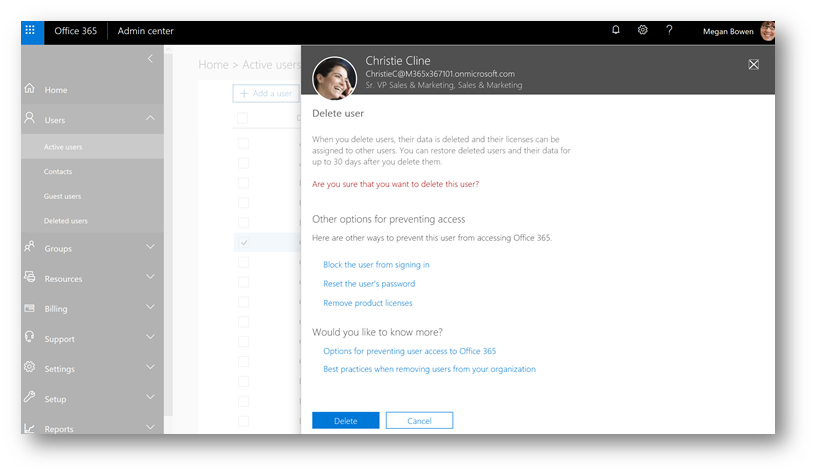 Office 365 Admin center
Megan Bowen
Home
Users
Active users
Contacts
Guest users
Deleted users
Groups
Resources
Billing
Support
Settings
Setup
Reports
Home > Active users
+ Add a user
Christie Cline
ChristieC@M365x367101.onmicrosoft.com
Sr. VP Sales & Marketing, Sales & Marketing
Delete user
When you delete users, their data is deleted and their licenses can be
assigned to other users. You can restore deleted users and their data for
up to 30 days after you delete them.
Are you sure that you want to delete this user?
Other options for preventing access
Here are other ways to prevent this user from accessing Office 365.
Block the user from signing in
Reset the user's password
Remove product licenses
Would you like to know more?
Options for preventing user access to Office 365
Best practices when removing users from your organization
Delete
Cancel